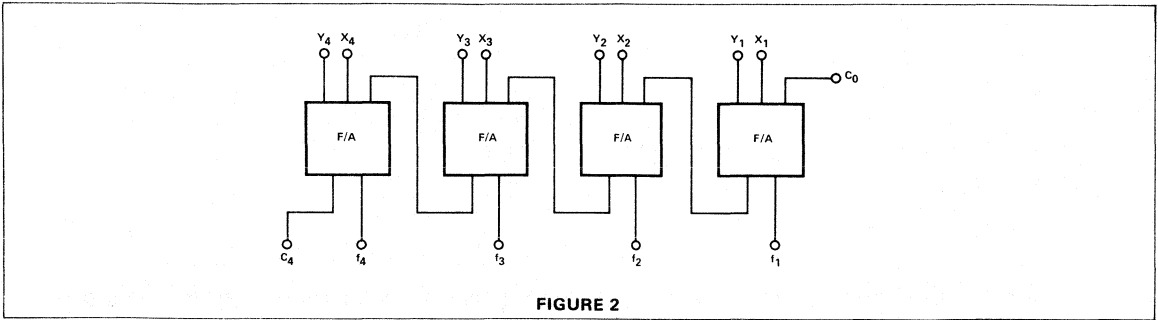 Y4 X4 Y3 X3 Y2 X2 Y1 X1
C0
F/A F/A F/A F/A
C4 f4 f3 f2 f1
FIGURE 2